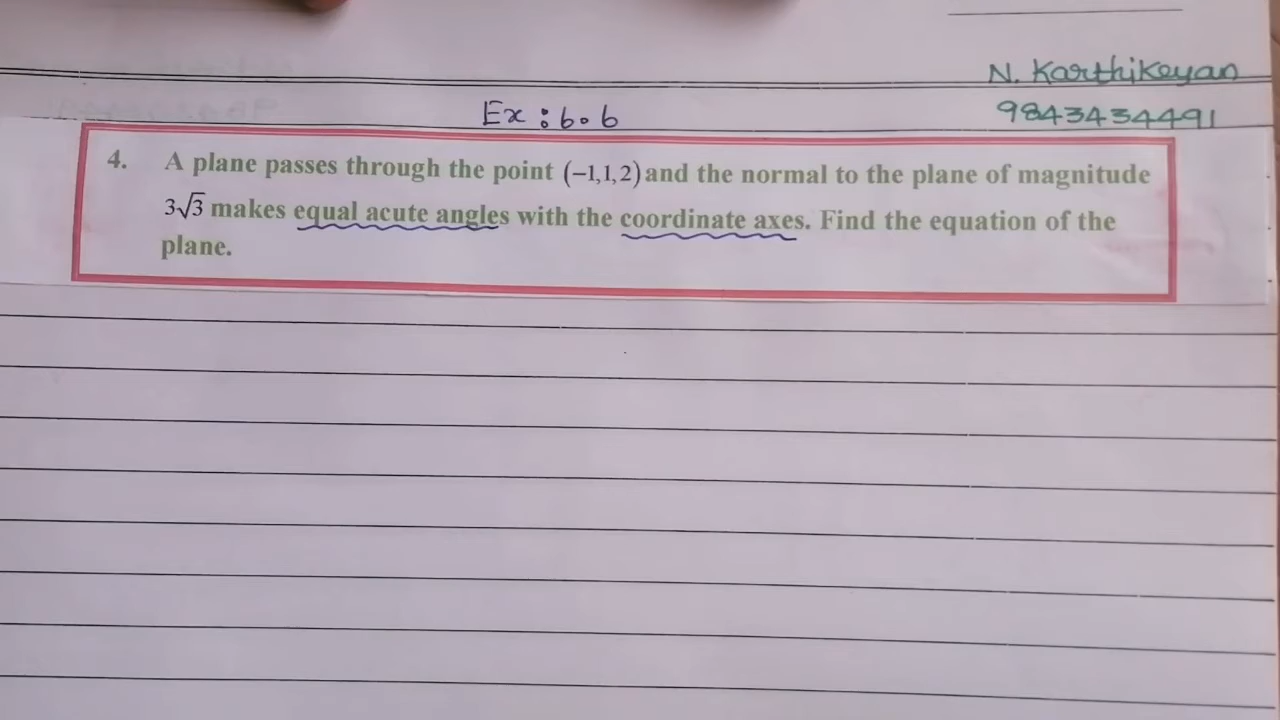 N. Karthikeyan
Ex : 6.6
9843434491
4. A plane passes through the point (−1,1,2) and the normal to the plane of magnitude
3√3 makes equal acute angles with the coordinate axes. Find the equation of the
plane.